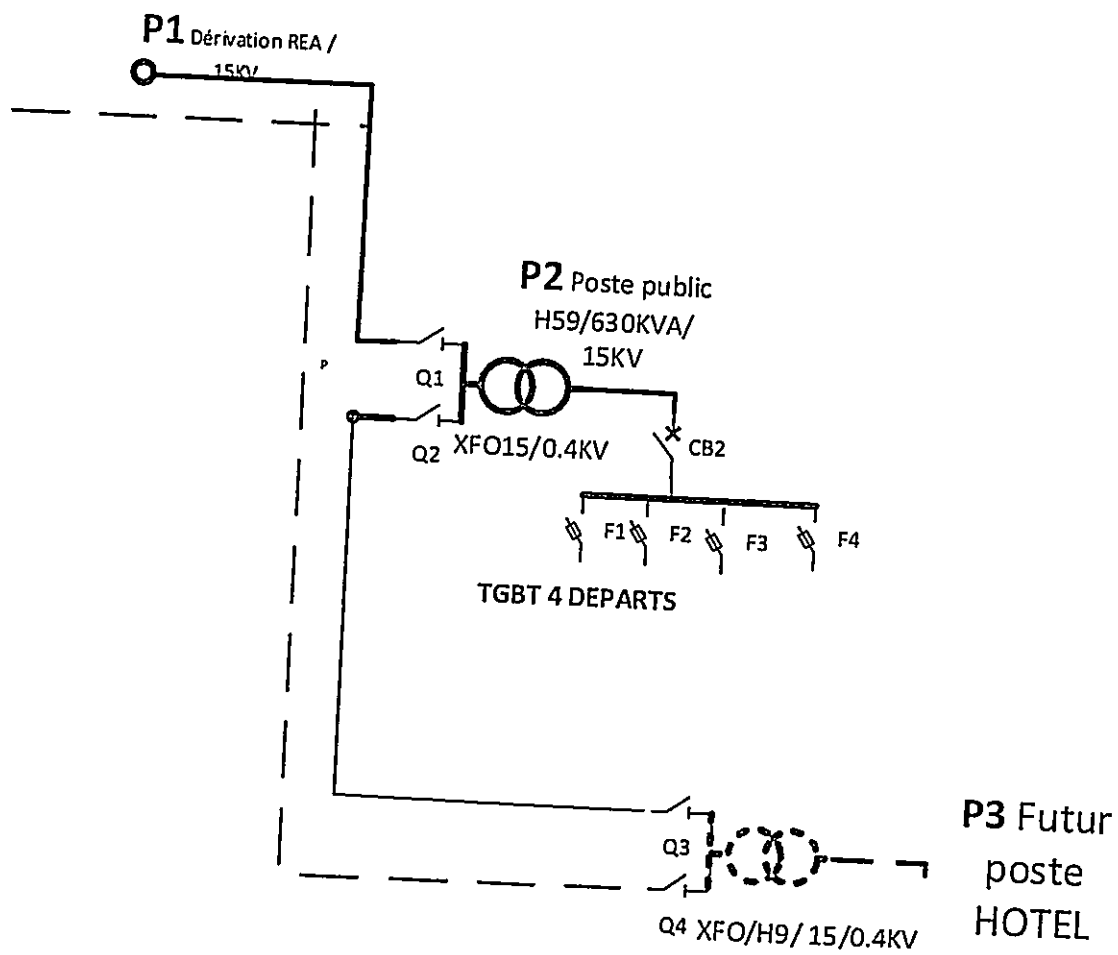 P1 Dérivation REA /
15KV
P2 Poste public
H59/630KVA/
15KV
P
Q1
Q2
XFO15/0.4KV
CB2
F1
F2
F3
F4
TGBT 4 DEPARTS
Q3
P3 Futur
poste
HOTEL
Q4
XFO/H9/ 15/0.4KV